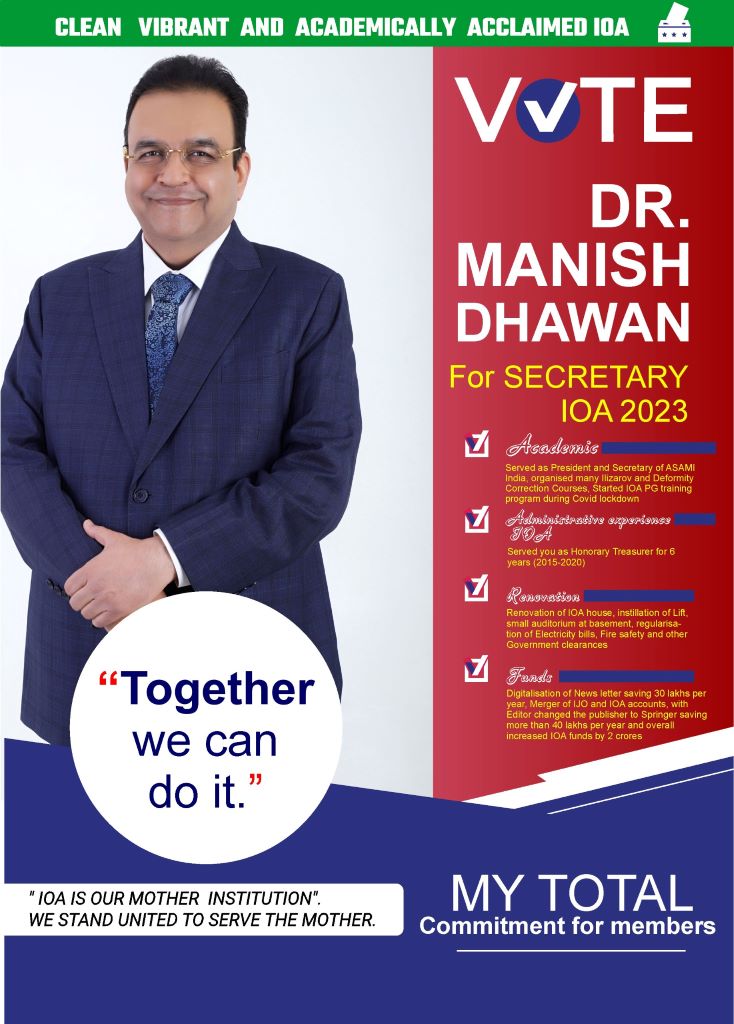 CLEAN VIBRANT AND ACADEMICALLY ACCLAIMED IOA
VOTE
DR.
MANISH
DHAWAN
For SECRETARY
IOA 2023
Academic
Served as President and Secretary of ASAMI
India, organised many Ilizarov and Deformity
Correction Courses, Started IOA PG training
program during Covid lockdown
Administrative experience
IOA
Served you as Honorary Treasurer for 6
years (2015-2020)
Renovation
Renovation of IOA house, instillation of Lift,
small auditorium at basement, regularisa-
tion of Electricity bills, Fire safety and other
Government clearances
Funds
Digitalisation of News letter saving 30 lakhs per
year, Merger of IJO and IOA accounts, with
Editor changed the publisher to Springer saving
more than 40 lakhs per year and overall
increased IOA funds by 2 crores
“Together
we can
do it.”
" IOA IS OUR MOTHER INSTITUTION".
WE STAND UNITED TO SERVE THE MOTHER.
MY TOTAL
Commitment for members